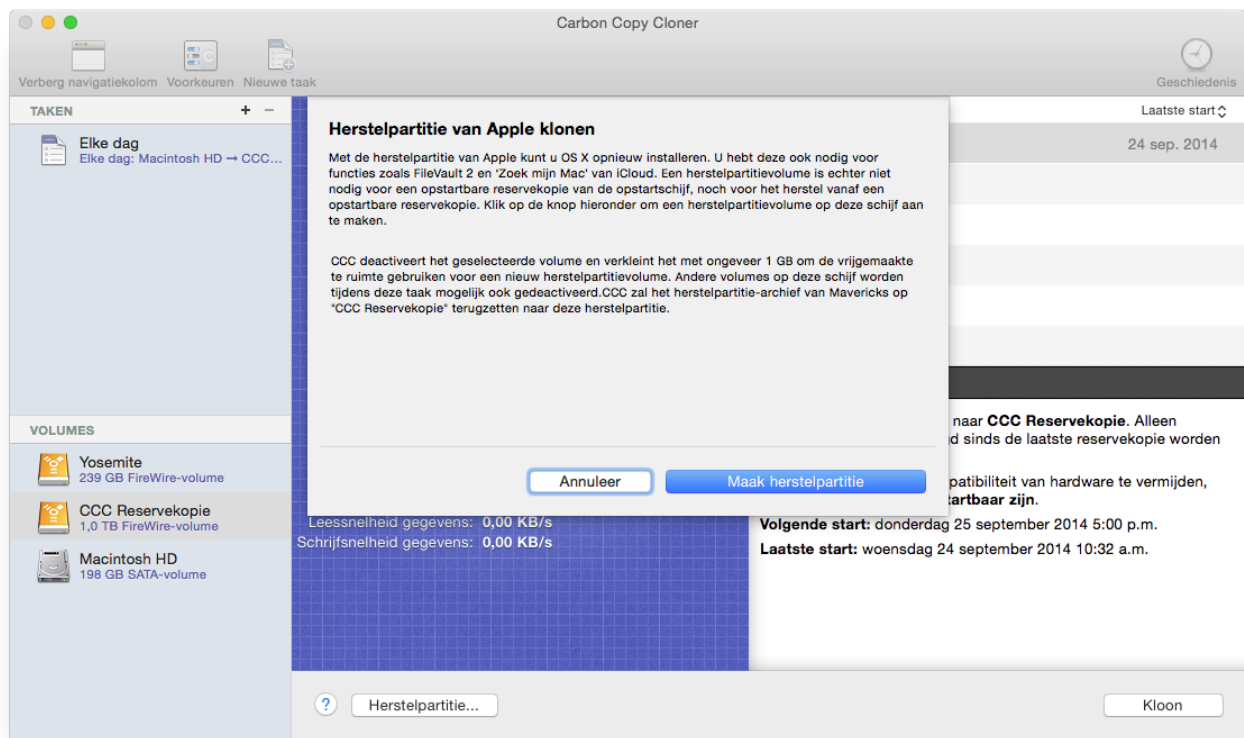 Carbon Copy Cloner
Verberg navigatiekolom Voorkeuren Nieuwe taak
Geschiedenis
TAKEN + −
Elke dag
Elke dag: Macintosh HD → CCC...
Laatste start
24 sep. 2014
Herstelpartitie van Apple klonen
Met de herstelpartitie van Apple kunt u OS X opnieuw installeren. U hebt deze ook nodig voor
functies zoals FileVault 2 en ‘Zoek mijn Mac’ van iCloud. Een herstelpartitievolume is echter niet
nodig voor een opstartbare reservekopie van de opstartschijf, noch voor het herstel vanaf een
opstartbare reservekopie. Klik op de knop hieronder om een herstelpartitievolume op deze schijf aan
te maken.
CCC deactiveert het geselecteerde volume en verkleint het met ongeveer 1 GB om de vrijgemaakte
te ruimte gebruiken voor een nieuw herstelpartitievolume. Andere volumes op deze schijf worden
tijdens deze taak mogelijk ook gedeactiveerd.CCC zal het herstelpartitie-archief van Mavericks op
"CCC Reservekopie" terugzetten naar deze herstelpartitie.
Annuleer
Maak herstelpartitie
VOLUMES
Yosemite
239 GB FireWire-volume
CCC Reservekopie
1,0 TB FireWire-volume
Macintosh HD
198 GB SATA-volume
Leessnelheid gegevens: 0,00 KB/s
Schrijfsnelheid gegevens: 0,00 KB/s
naar CCC Reservekopie. Alleen
sinds de laatste reservekopie worden
van hardware te vermijden,
zijn.
Volgende start: donderdag 25 september 2014 5:00 p.m.
Laatste start: woensdag 24 september 2014 10:32 a.m.
?
Herstelpartitie...
Kloon